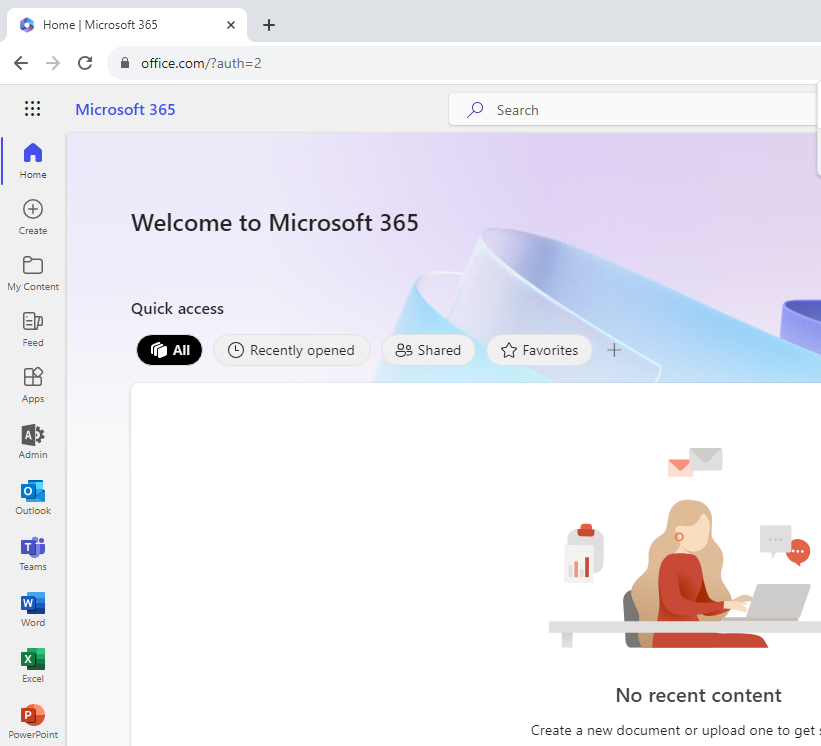 Home | Microsoft 365
office.com/?auth=2
Microsoft 365
Search
Home
Create
My Content
Feed
Apps
Admin
Outlook
Teams
Word
Excel
PowerPoint
Welcome to Microsoft 365
Quick access
All
Recently opened
Shared
Favorites
No recent content
Create a new document or upload one to get